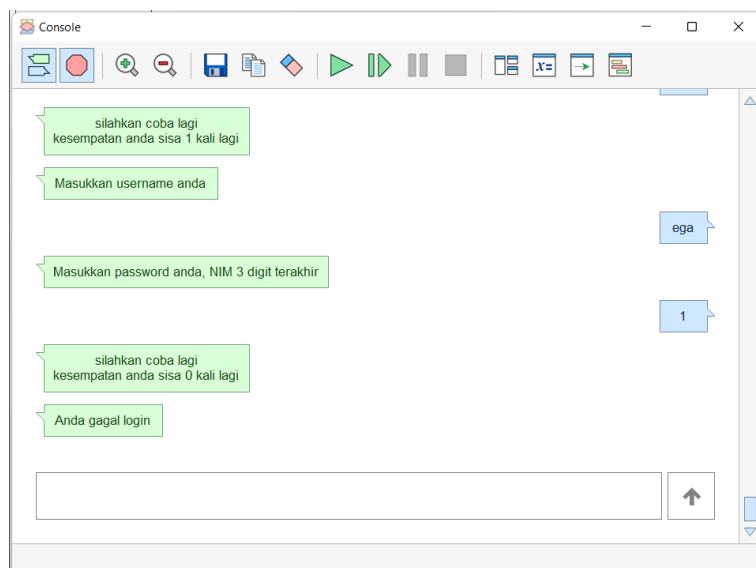 Console
x=
silahkan coba lagi
kesempatan anda sisa 1 kali lagi
Masukkan username anda
ega
Masukkan password anda, NIM 3 digit terakhir
1
silahkan coba lagi
kesempatan anda sisa 0 kali lagi
Anda gagal login